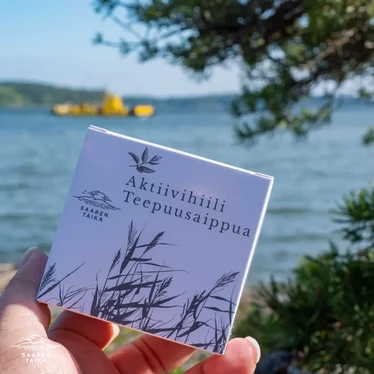 Aktiivihiili
Teepuusaippua
SAAREN
TAIKA
SAAREN
TAIKA